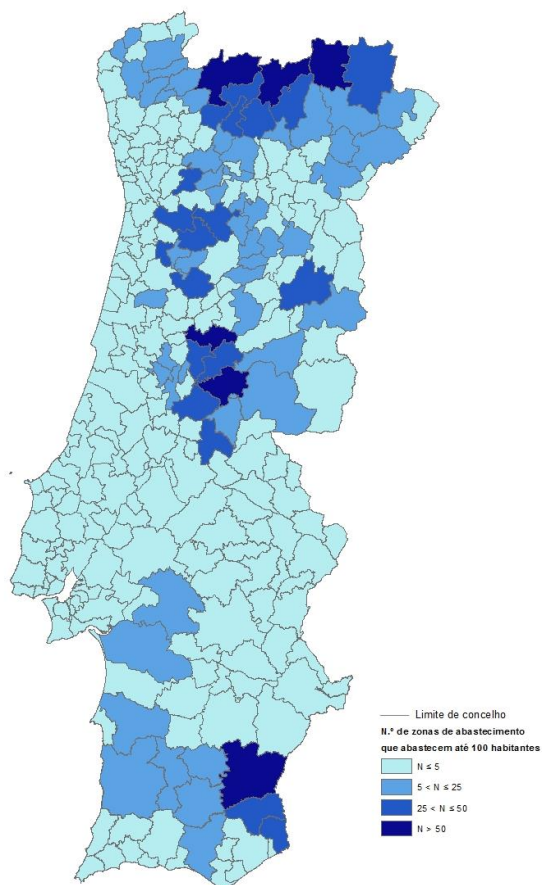 Limite de concelho
N.º de zonas de abastecimento
que abastecem até 100 habitantes
N ≤ 5
5 < N ≤ 25
25 < N ≤ 50
N > 50